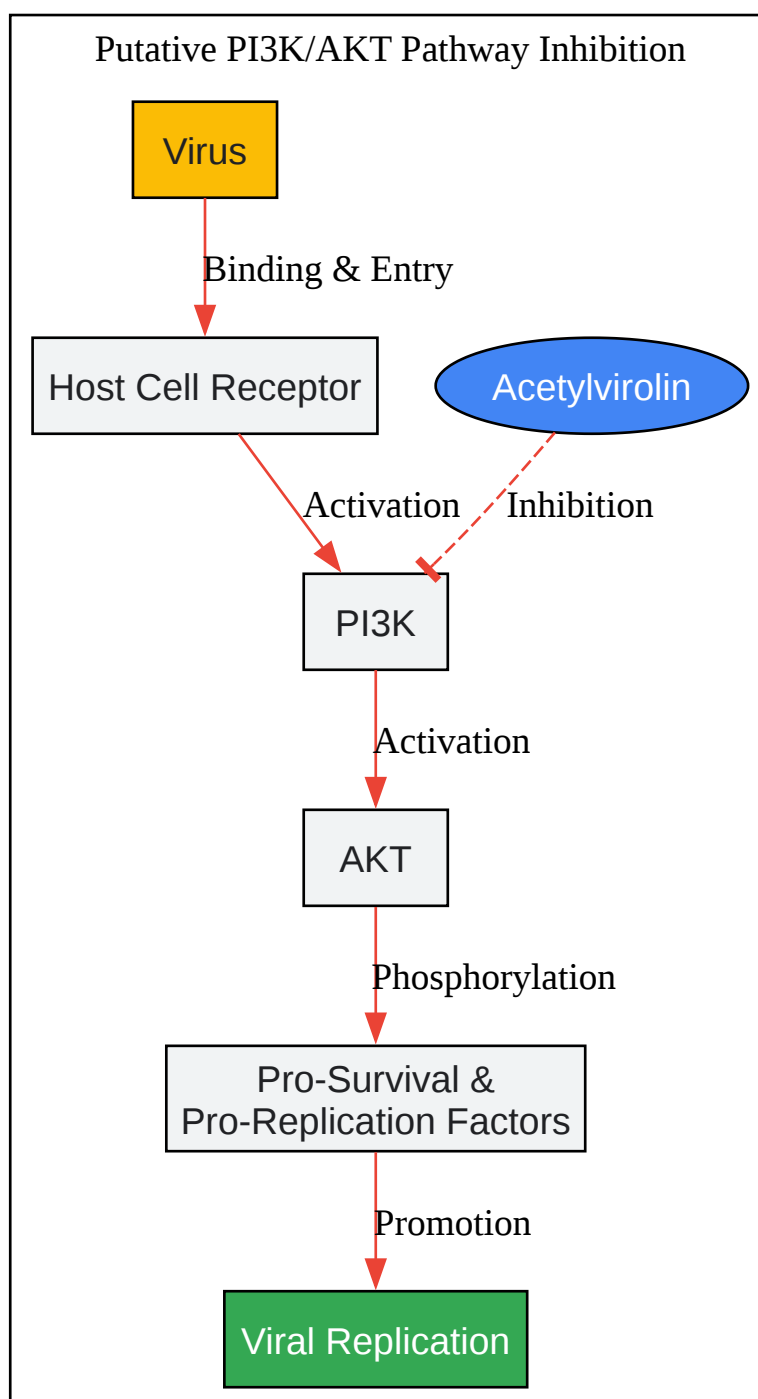 Putative PI3K/AKT Pathway Inhibition
Virus
Binding & Entry
Host Cell Receptor
Acetylvirolin
Activation
Inhibition
PI3K
Activation
AKT
Phosphorylation
Pro-Survival &
Pro-Replication Factors
Promotion
Viral Replication